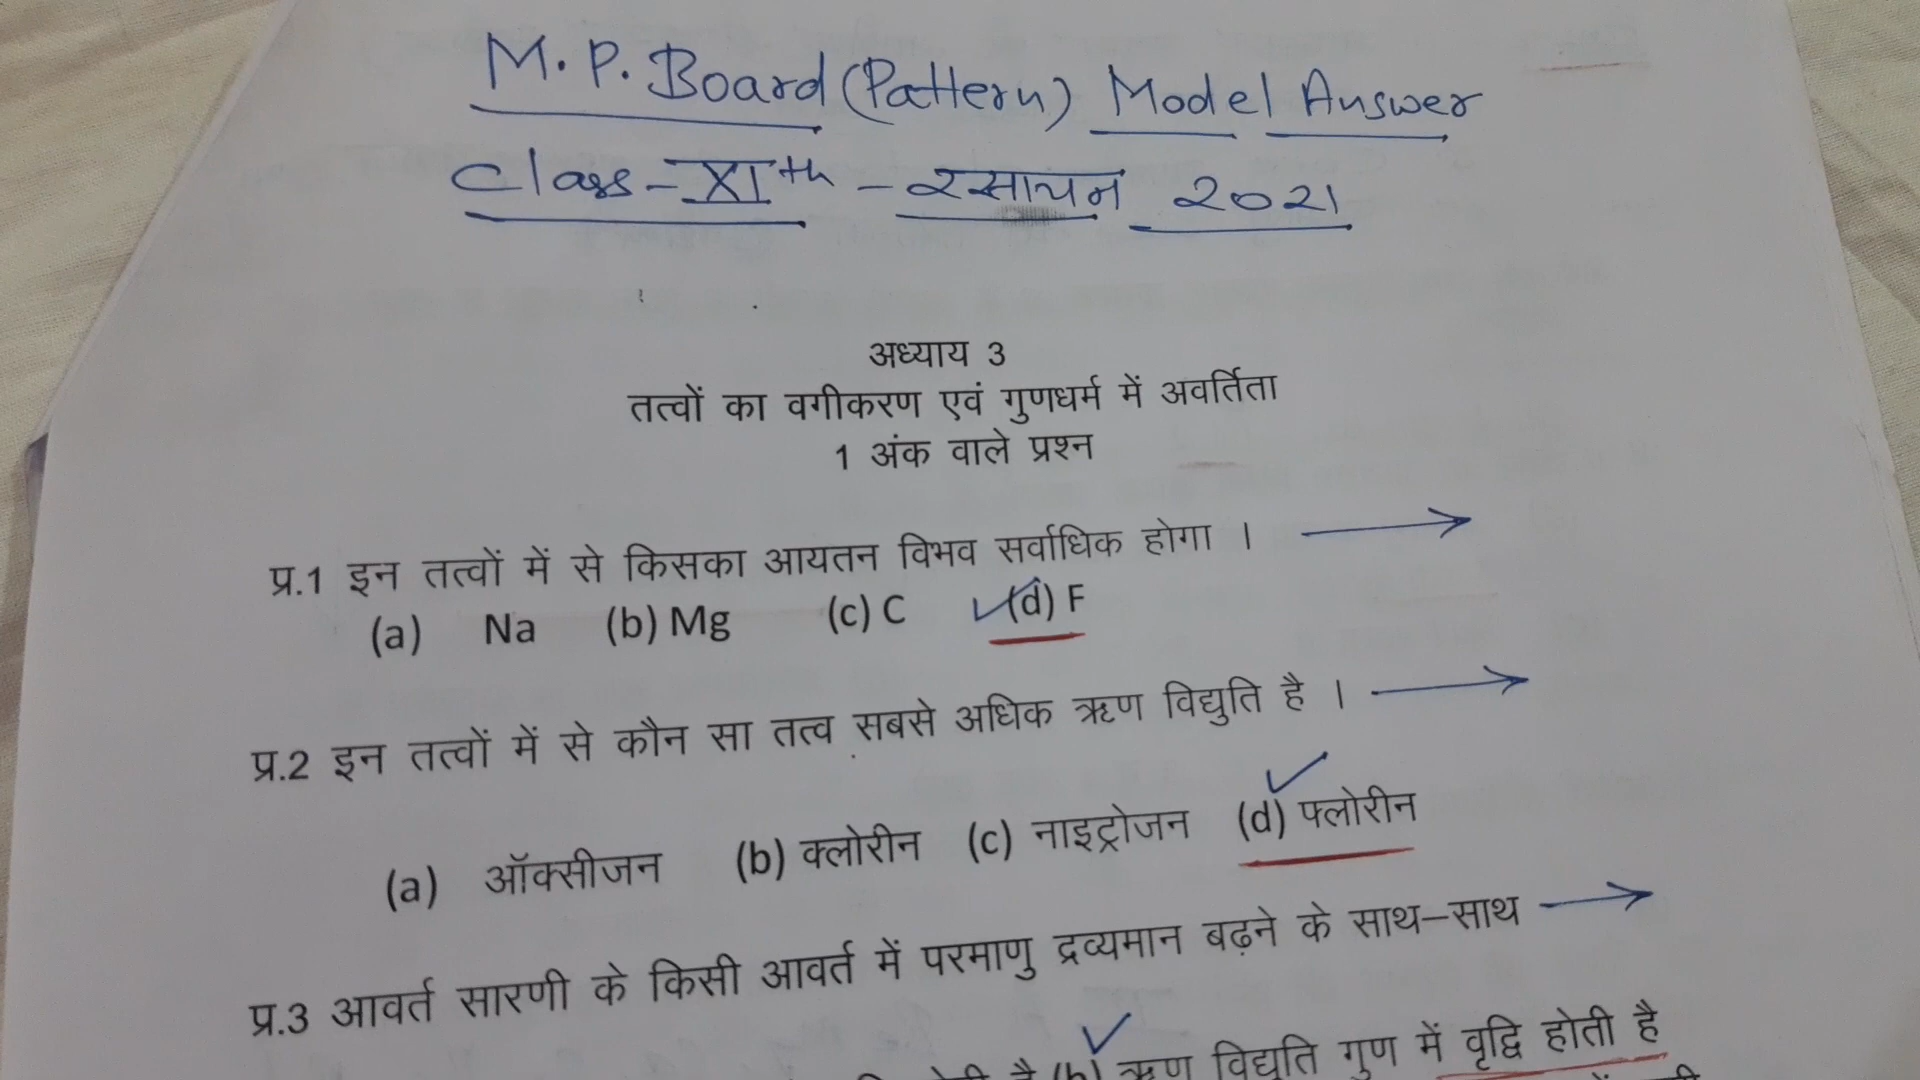 M.P. Board (Pattern) Model Answer
Class - XIth - रसायन 2021
अध्याय 3
तत्वों का वगीकरण एवं गुणधर्म में अवर्तिता
1 अंक वाले प्रश्न
प्र.1 इन तत्वों में से किसका आयतन विभव सर्वाधिक होगा ।
(a) Na (b) Mg (c) C (d) F
प्र.2 इन तत्वों में से कौन सा तत्व सबसे अधिक ऋण विद्युति है ।
(a) ऑक्सीजन (b) क्लोरीन (c) नाइट्रोजन (d) फ्लोरीन
प्र.3 आवर्त सारणी के किसी आवर्त में परमाणु द्रव्यमान बढ़ने के साथ–साथ
है (b) ऋण विद्युति गुण में वृद्वि होती है